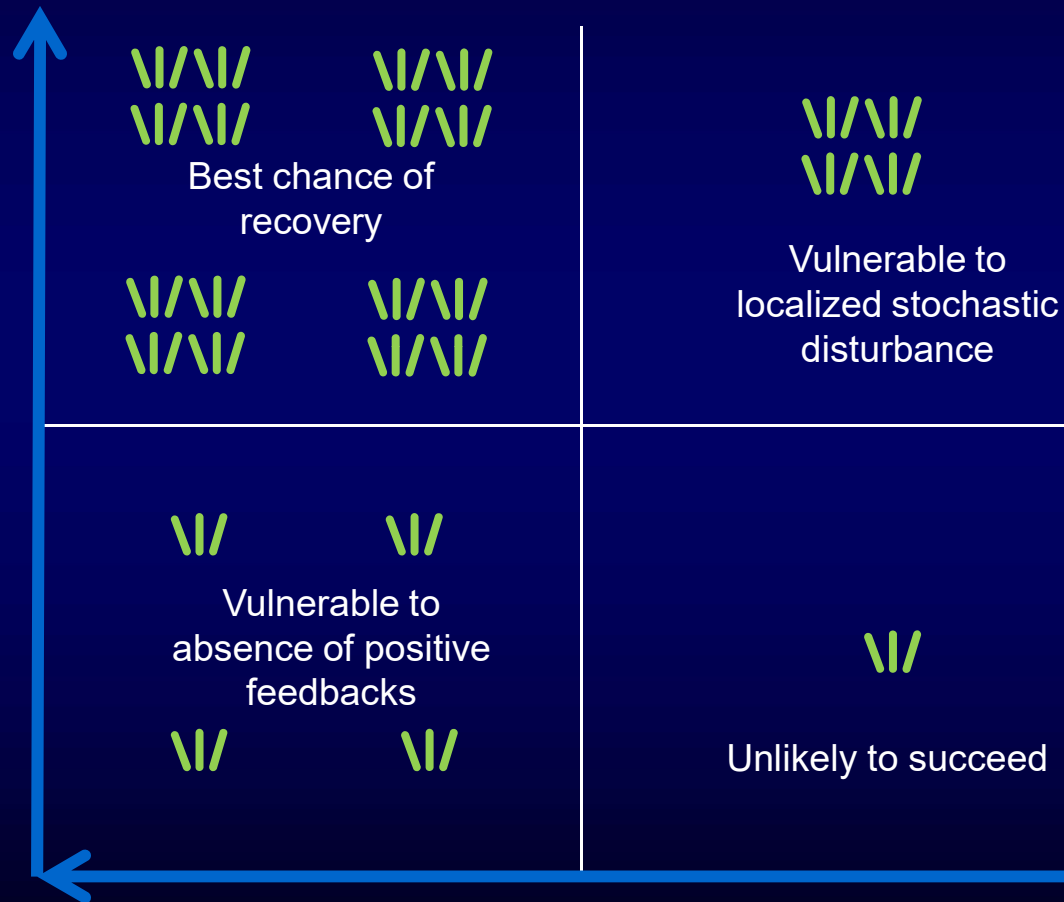 Best chance of
recovery
Vulnerable to
localized stochastic
disturbance
Vulnerable to
absence of positive
feedbacks
Unlikely to succeed